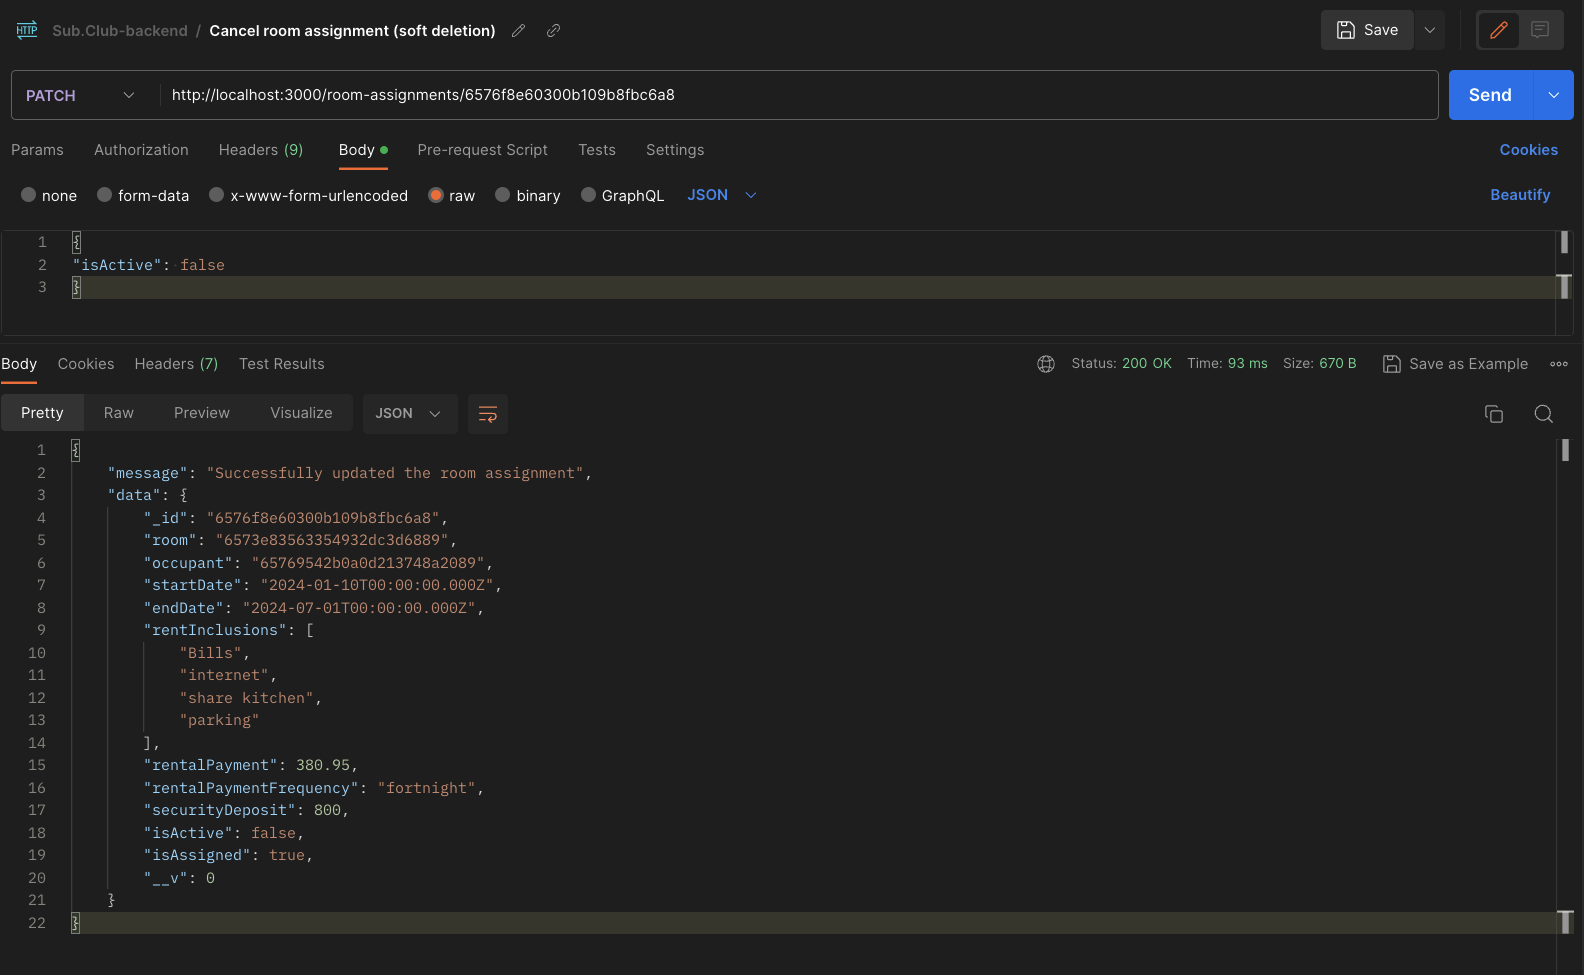 HTTP Sub.Club-backend / Cancel room assignment (soft deletion)
Save
PATCH http://localhost:3000/room-assignments/6576f8e60300b109b8fbc6a8 Send
Params Authorization Headers (9) Body Pre-request Script Tests Settings Cookies
none form-data x-www-form-urlencoded raw binary GraphQL JSON Beautify
1 {
2 "isActive": false
3 }
Body Cookies Headers (7) Test Results Status: 200 OK Time: 93 ms Size: 670 B Save as Example
Pretty Raw Preview Visualize JSON
1 {
2 "message": "Successfully updated the room assignment",
3 "data": {
4 "_id": "6576f8e60300b109b8fbc6a8",
5 "room": "6573e83563354932dc3d6889",
6 "occupant": "65769542b0a0d213748a2089",
7 "startDate": "2024-01-10T00:00:00.000Z",
8 "endDate": "2024-07-01T00:00:00.000Z",
9 "rentInclusions": [
10 "Bills",
11 "internet",
12 "share kitchen",
13 "parking"
14 ],
15 "rentalPayment": 380.95,
16 "rentalPaymentFrequency": "fortnight",
17 "securityDeposit": 800,
18 "isActive": false,
19 "isAssigned": true,
20 "__v": 0
21 }
22 }